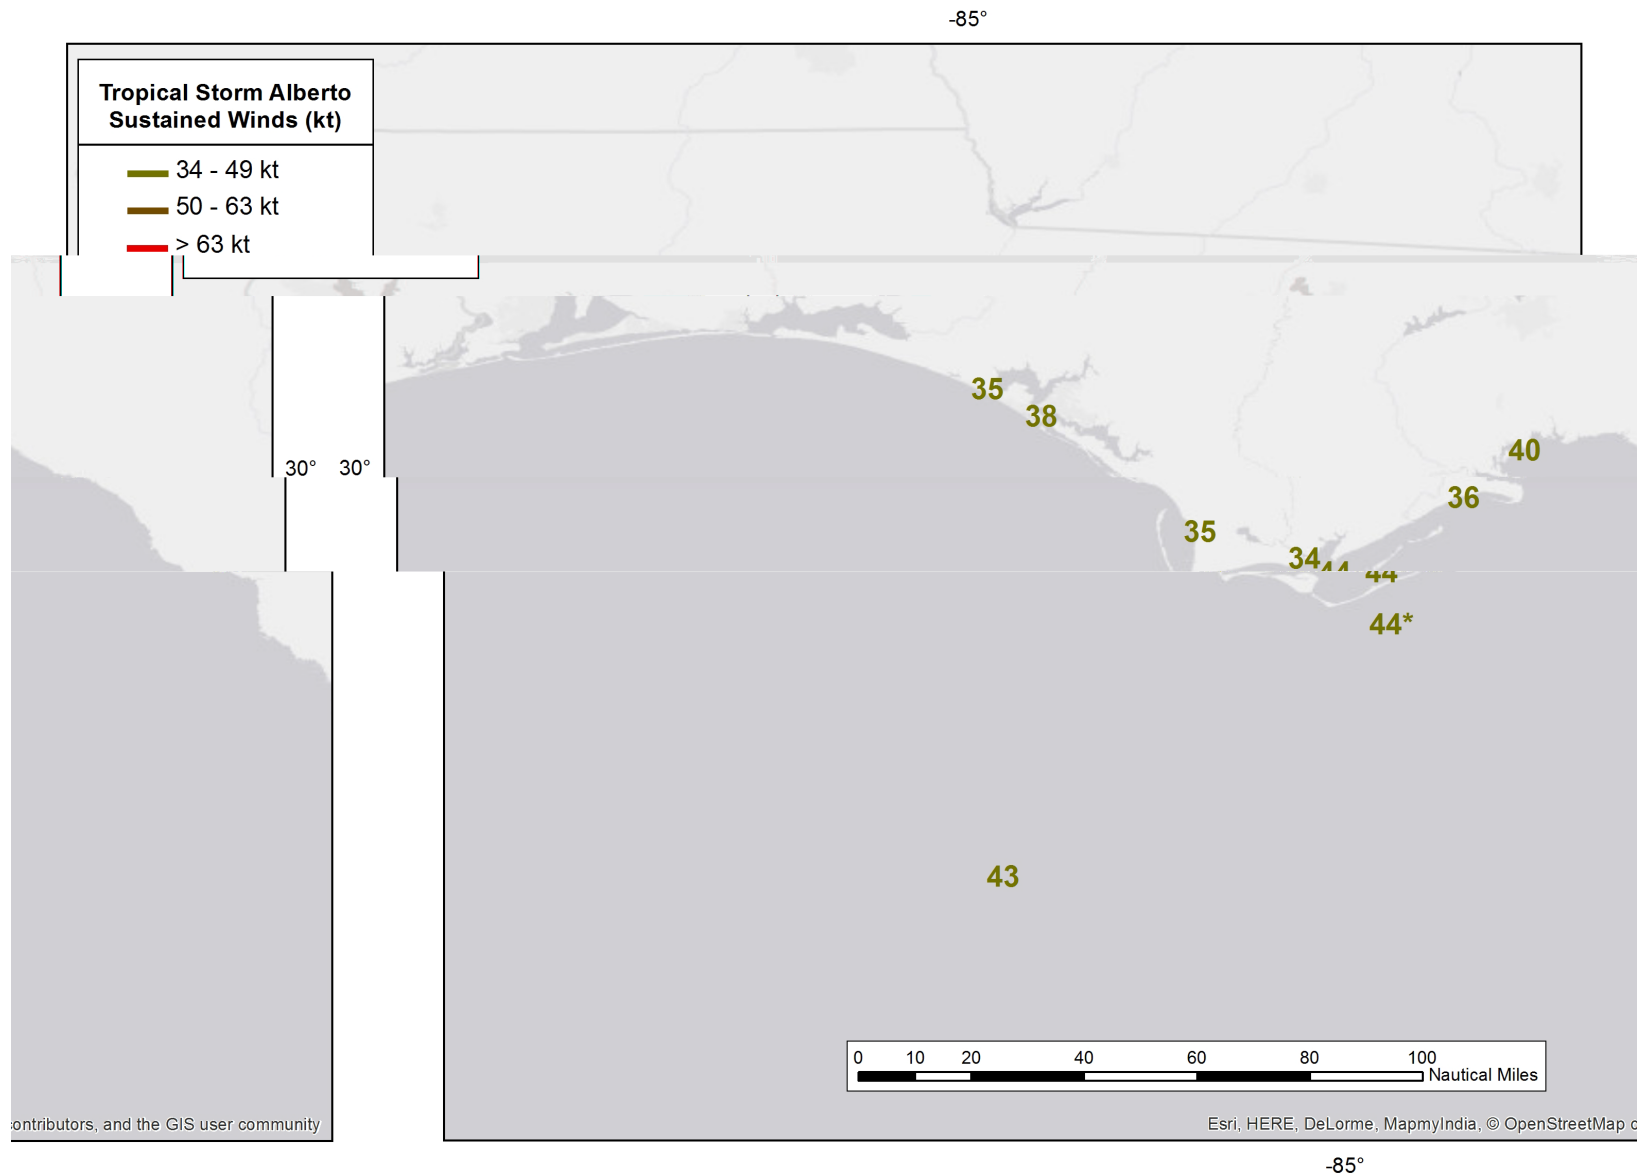 -85°
Tropical Storm Alberto
Sustained Winds (kt)
34 - 49 kt
50 - 63 kt
> 63 kt
35
38
40
30° 30°
36
35
34
44 44
44*
43
0 10 20 40 60 80 100
Nautical Miles
contributors, and the GIS user community
Esri, HERE, DeLorme, MapmyIndia, © OpenStreetMap
-85°